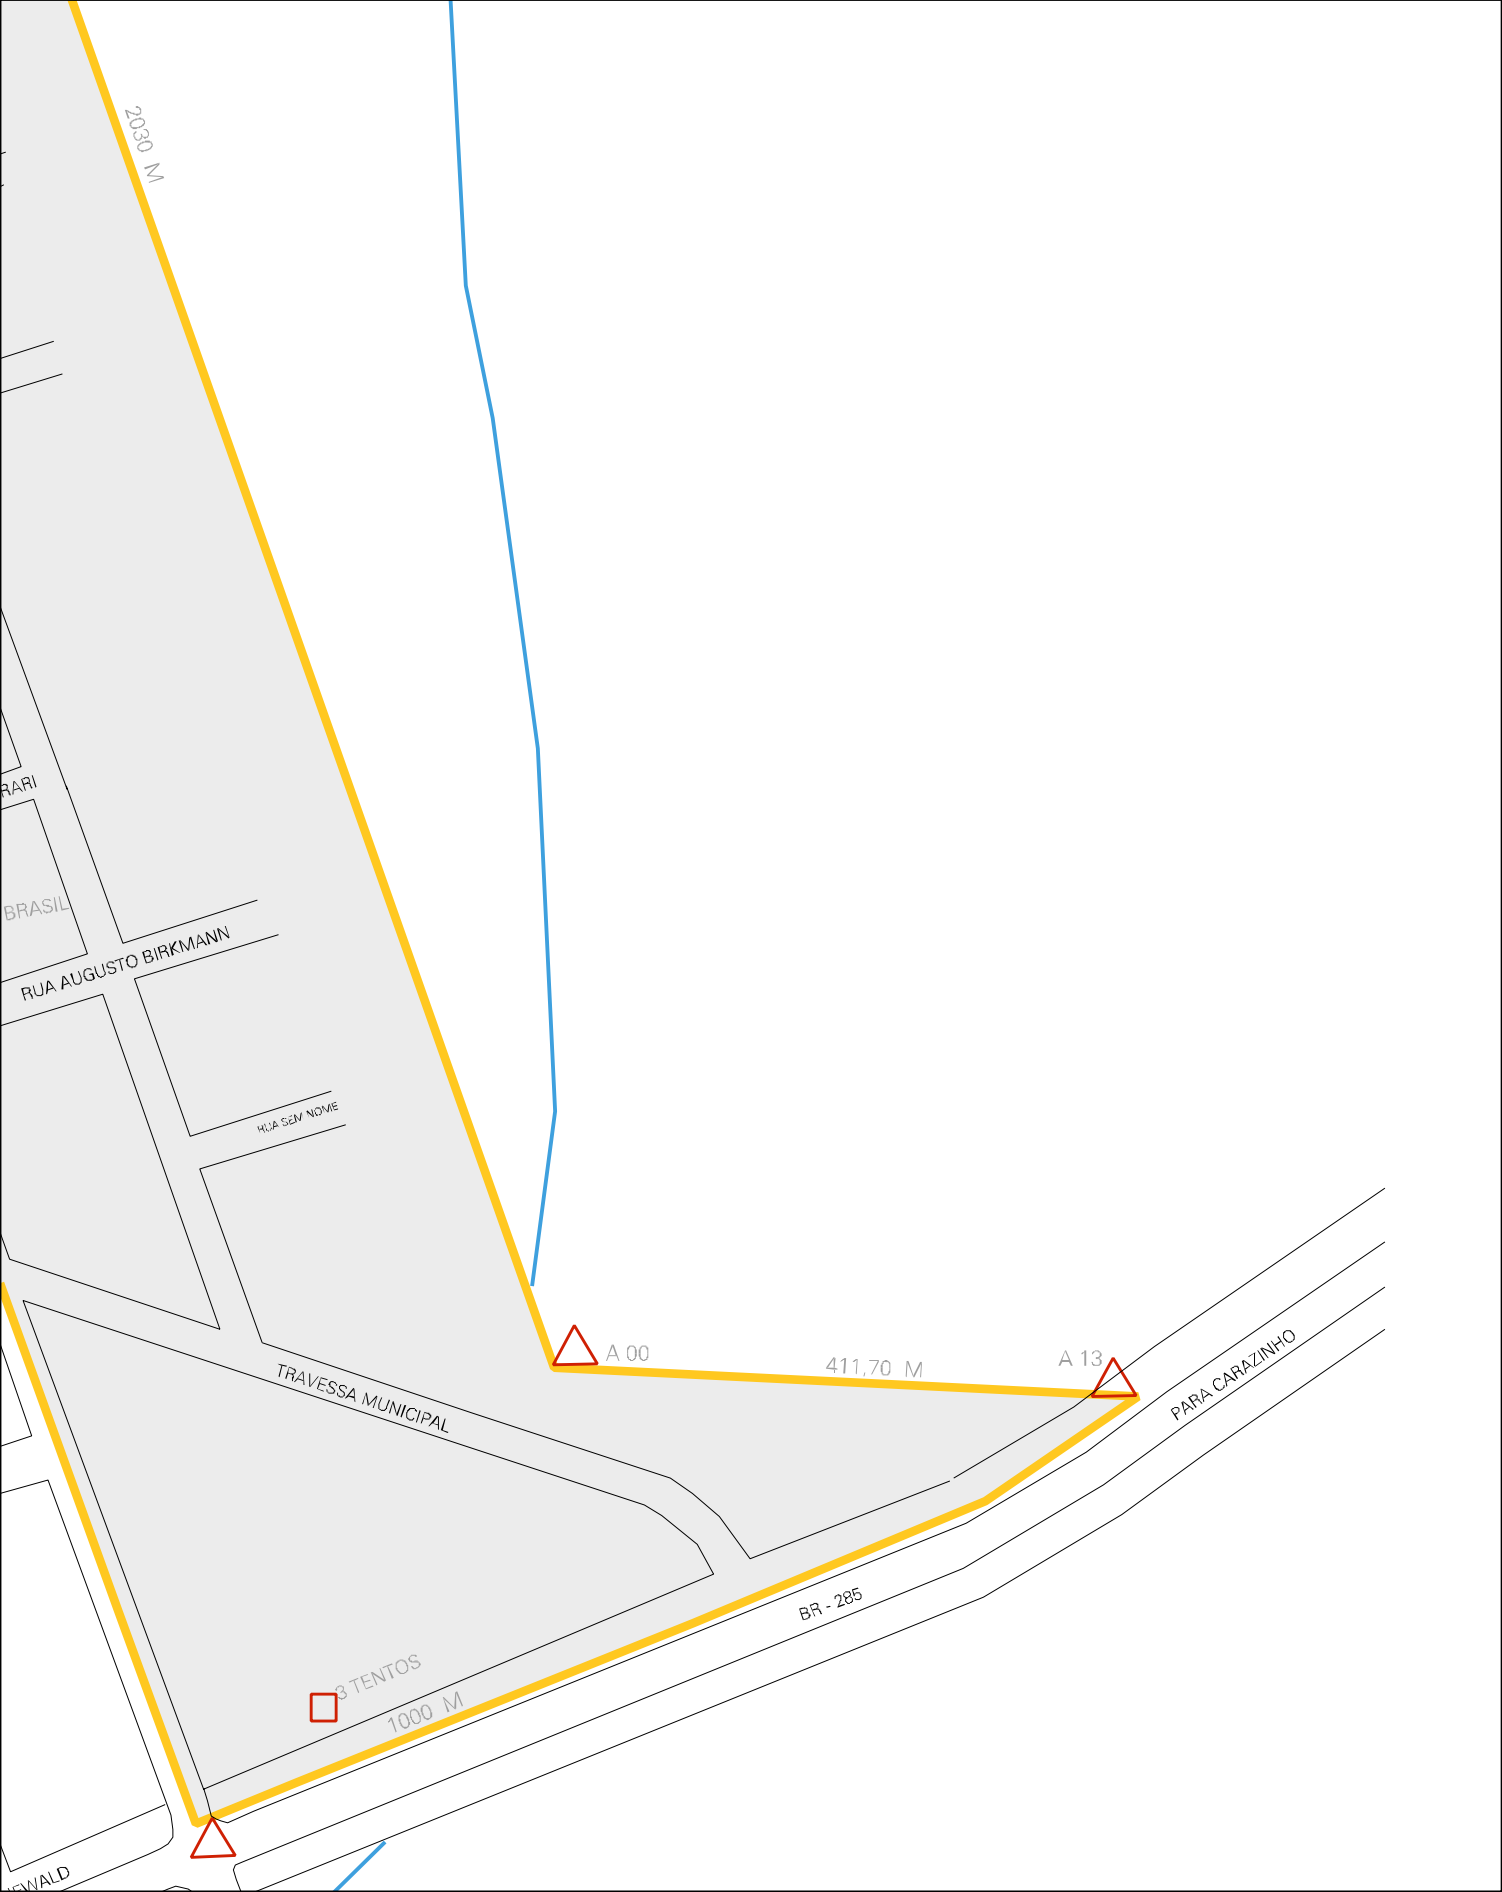 2030 M
RARI
BRASIL
RUA AUGUSTO BIRKMANN
RUA SEM NOME
A 00
411,70 M
A 13
PARA CARAZINHO
TRAVESSA MUNICIPAL
BR - 285
3 TENTOS
1000 M
EWALD